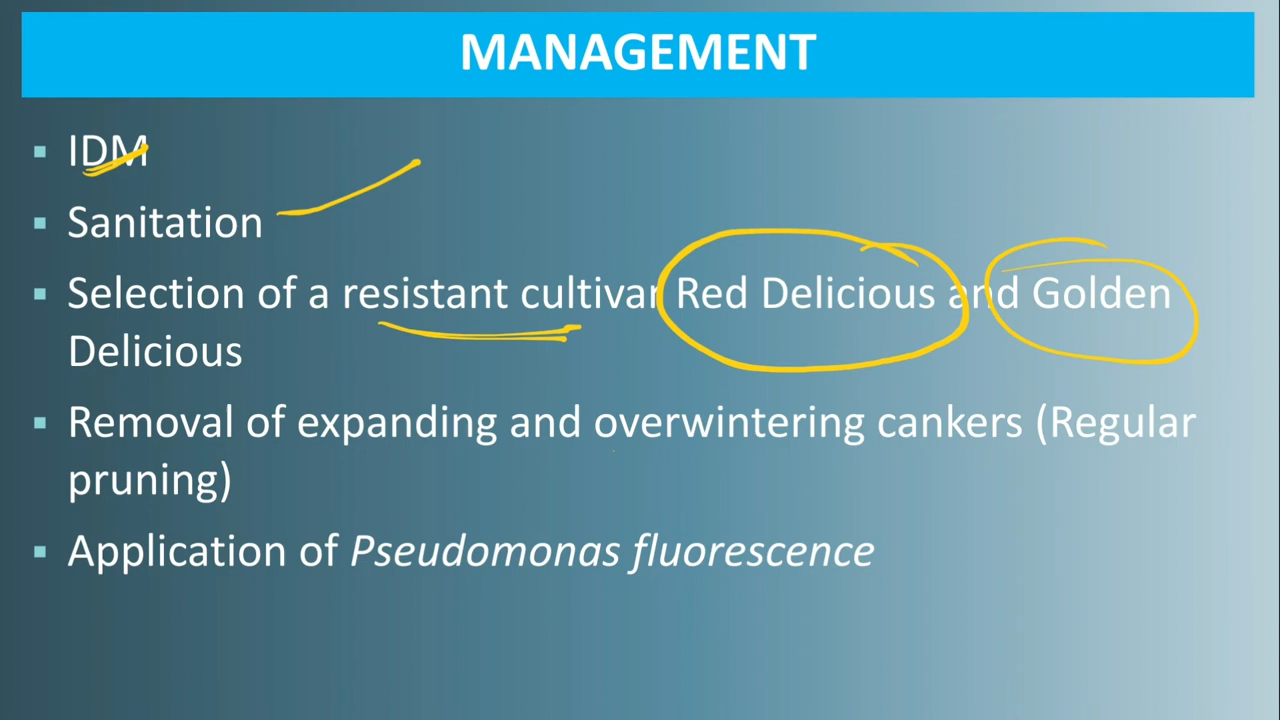 MANAGEMENT
▪ IDM
▪ Sanitation
▪ Selection of a resistant cultivar Red Delicious and Golden
Delicious
▪ Removal of expanding and overwintering cankers (Regular
pruning)
▪ Application of Pseudomonas fluorescence